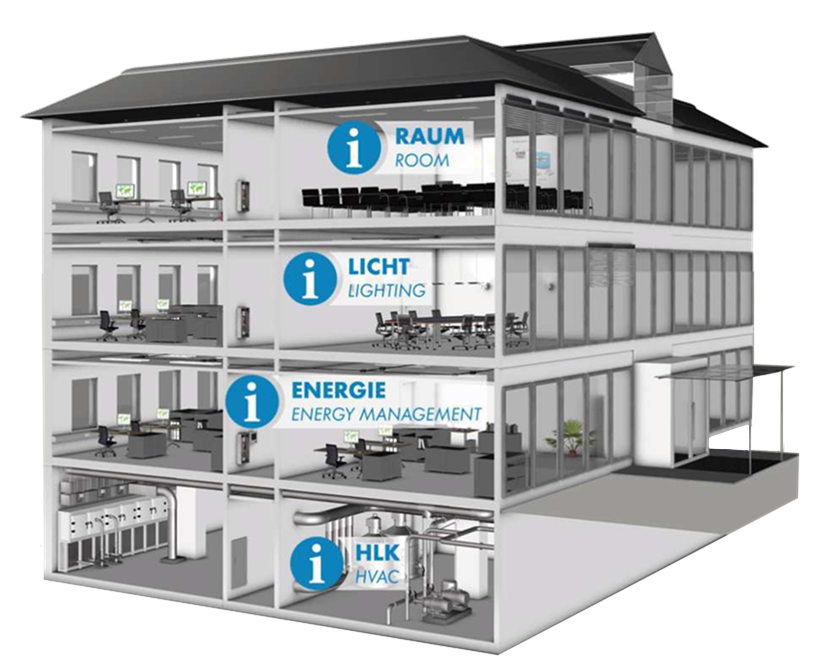 i RAUM
ROOM
i LICHT
LIGHTING
i ENERGIE
ENERGY MANAGEMENT
i HLK
HVAC